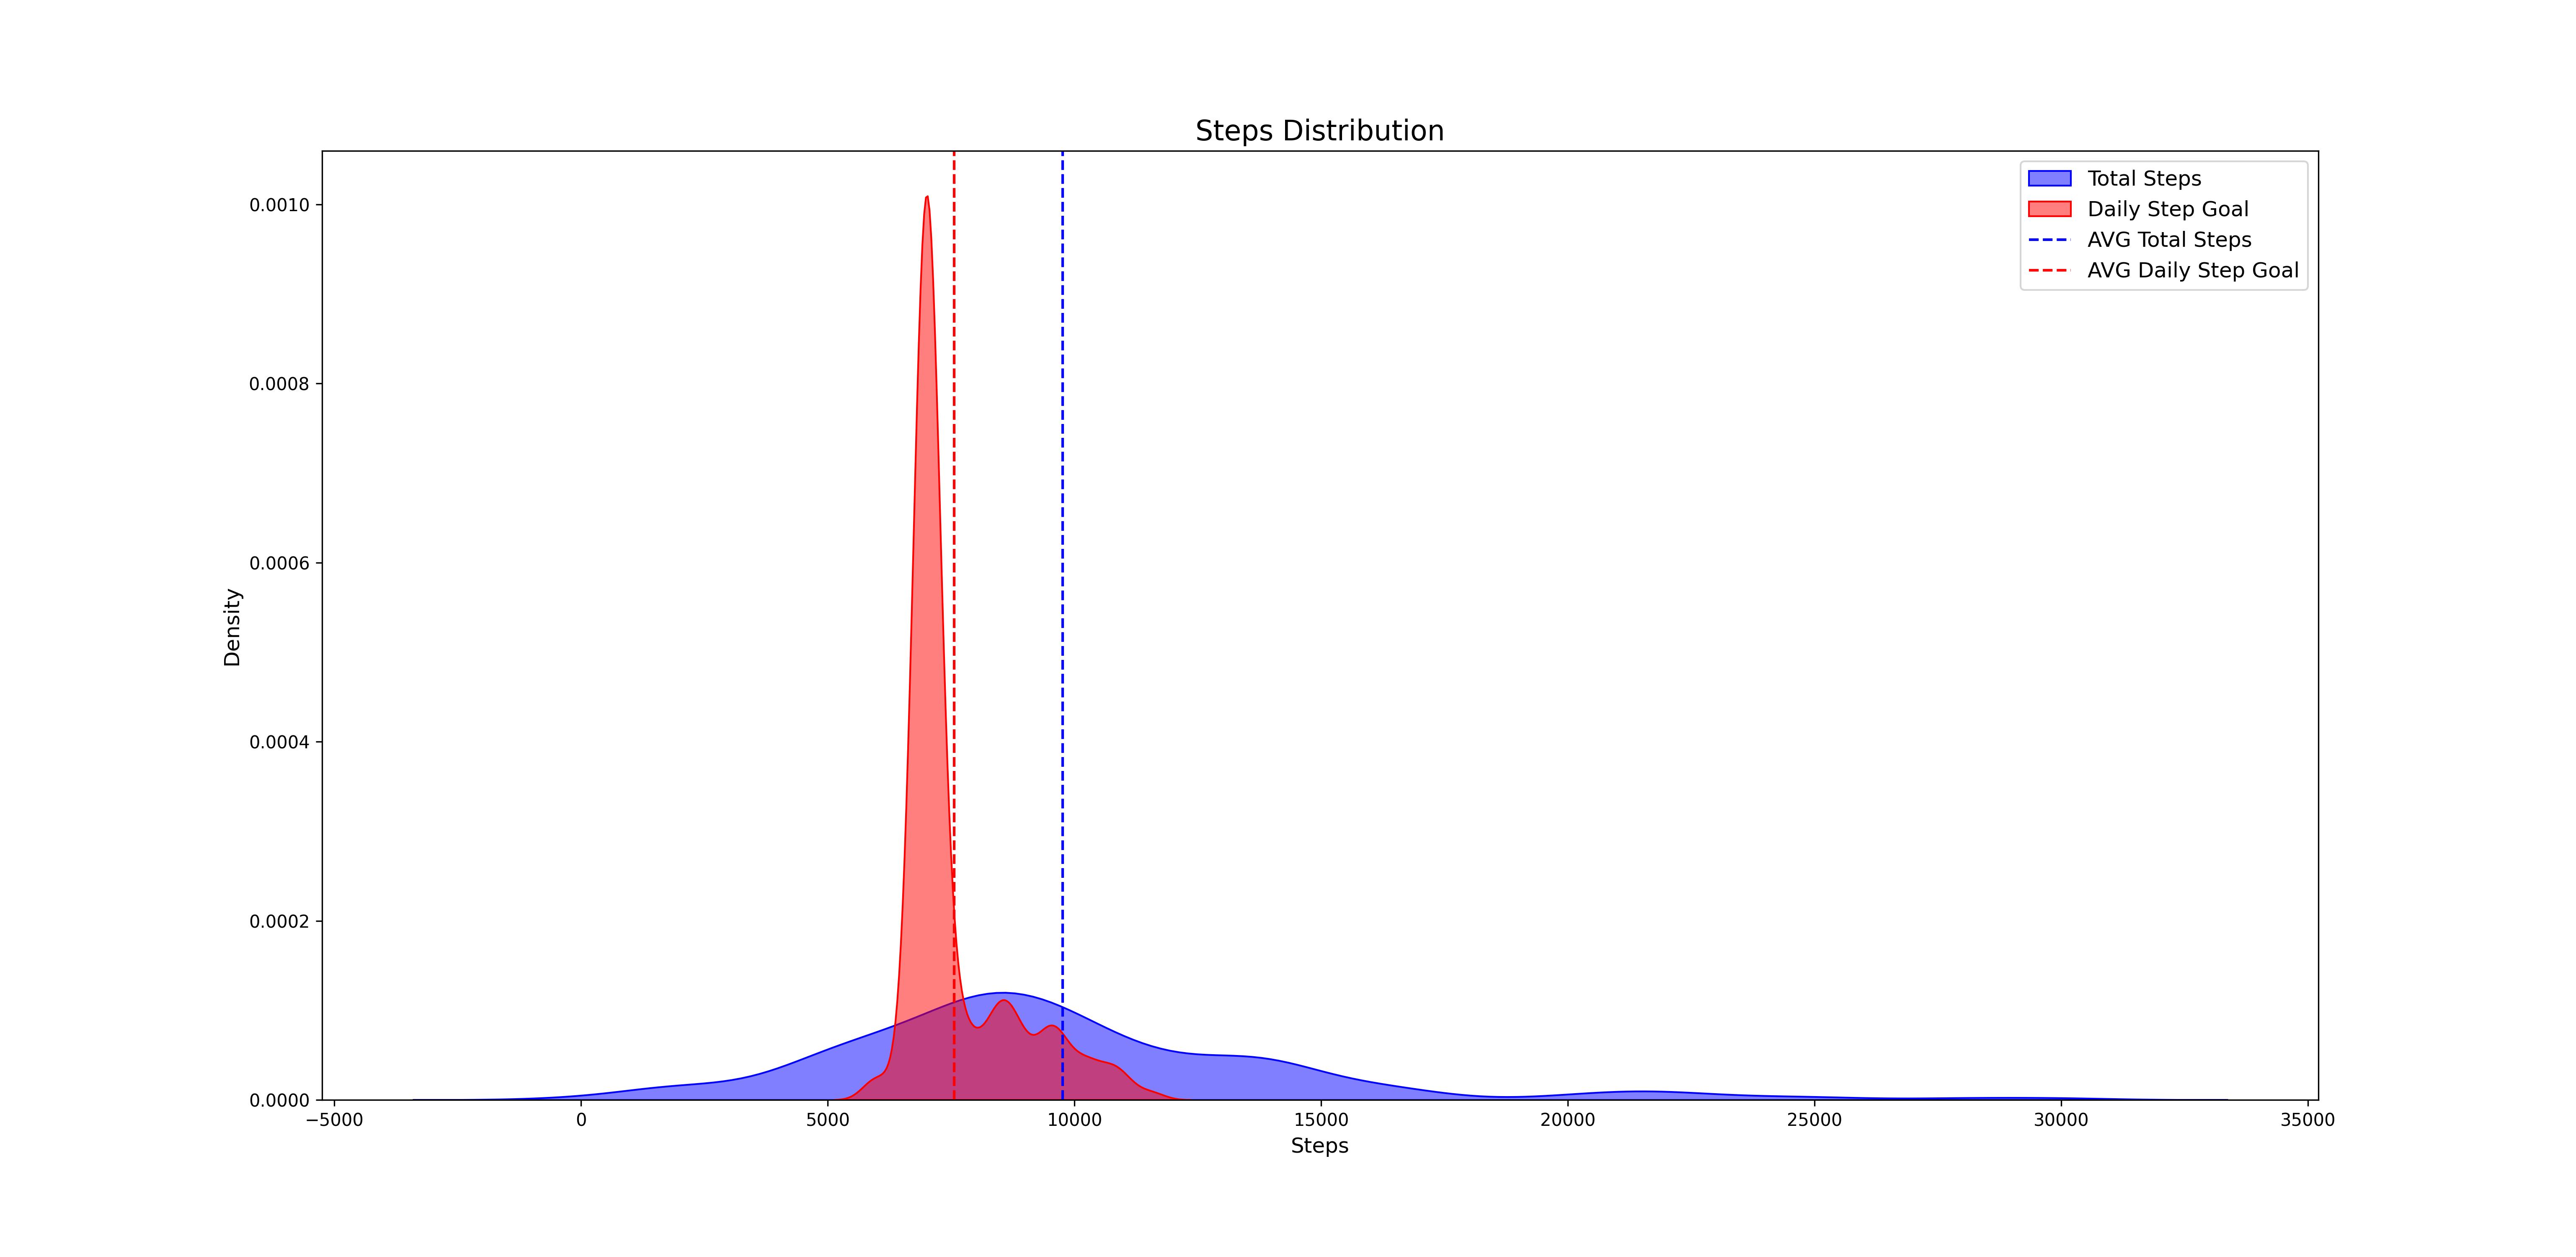 Steps Distribution
Total Steps
Daily Step Goal
AVG Total Steps
AVG Daily Step Goal
0.0010
0.0008
0.0006
0.0004
0.0002
0.0000
Density
−5000 0 5000 10000 15000 20000 25000 30000 35000
Steps